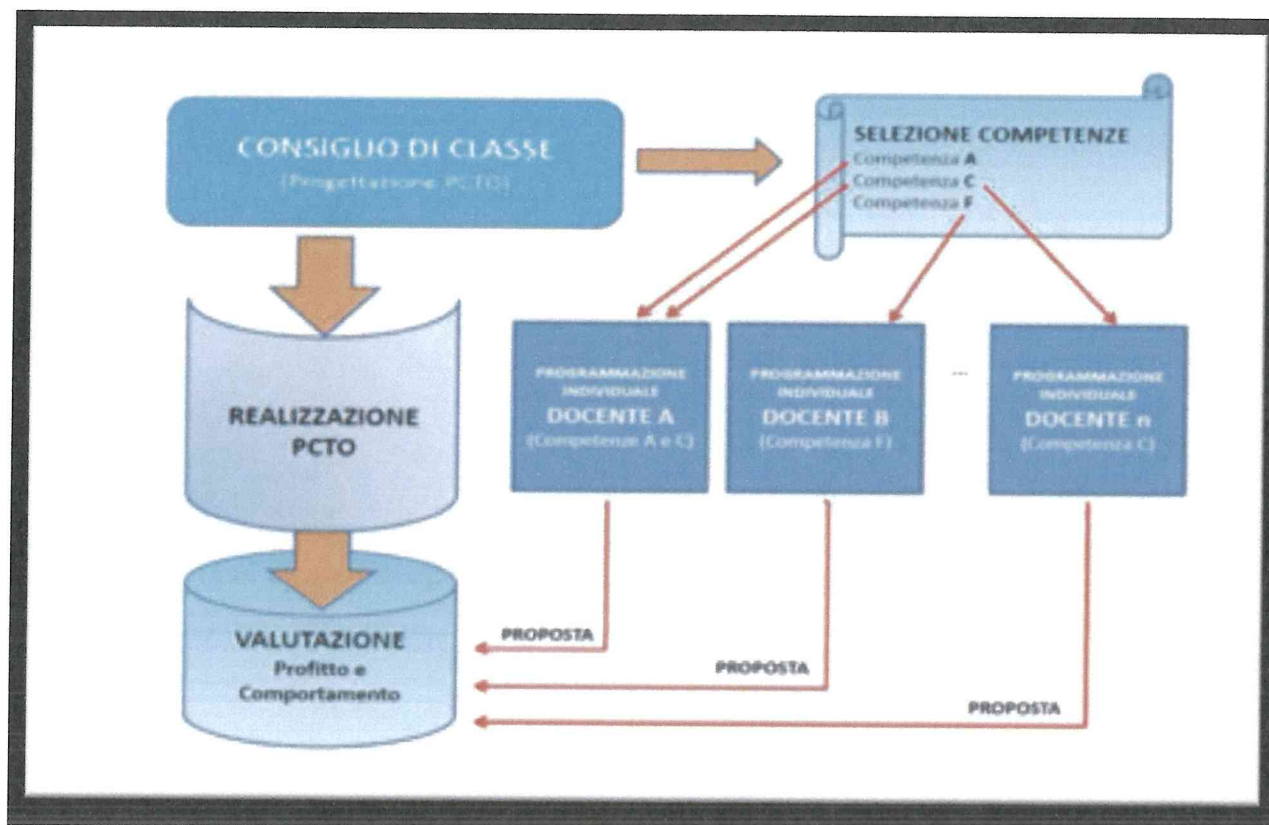 CONSIGLIO DI CLASSE
(Progettazione PCTO)
SELEZIONE COMPETENZE
Competenza A
Competenza C
Competenza F
REALIZZAZIONE
PCTO
PROGRAMMAZIONE
INDIVIDUALE
DOCENTE A
(Competenze A e C)
PROGRAMMAZIONE
INDIVIDUALE
DOCENTE B
(Competenza F)
...
PROGRAMMAZIONE
INDIVIDUALE
DOCENTE n
(Competenza C)
VALUTAZIONE
Profitto e
Comportamento
PROPOSTA
PROPOSTA
PROPOSTA